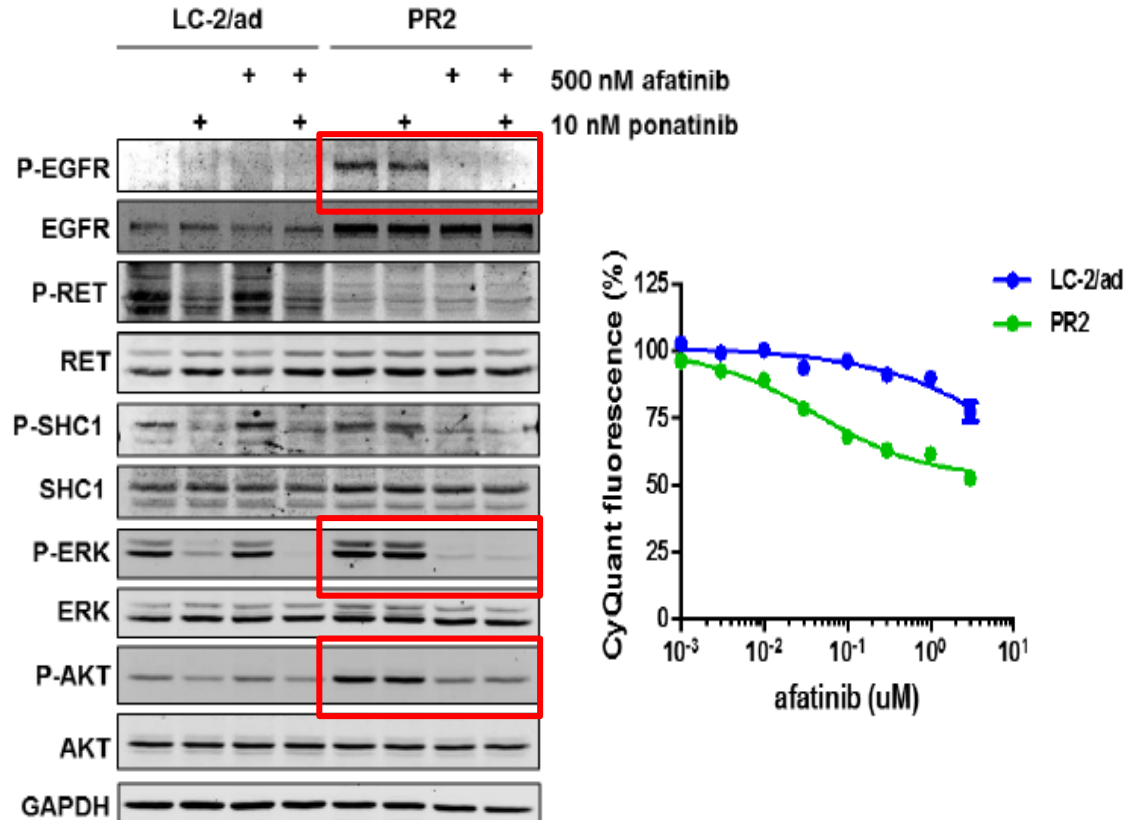 LC-2/ad PR2
+ + + + 500 nM afatinib
+ + + + 10 nM ponatinib
P-EGFR
EGFR
P-RET
RET
P-SHC1
SHC1
P-ERK
ERK
P-AKT
AKT
GAPDH
CyQuant fluorescence (%)
125
100
75
50
25
0
10⁻³ 10⁻² 10⁻¹ 10⁰ 10¹
afatinib (uM)
LC-2/ad
PR2